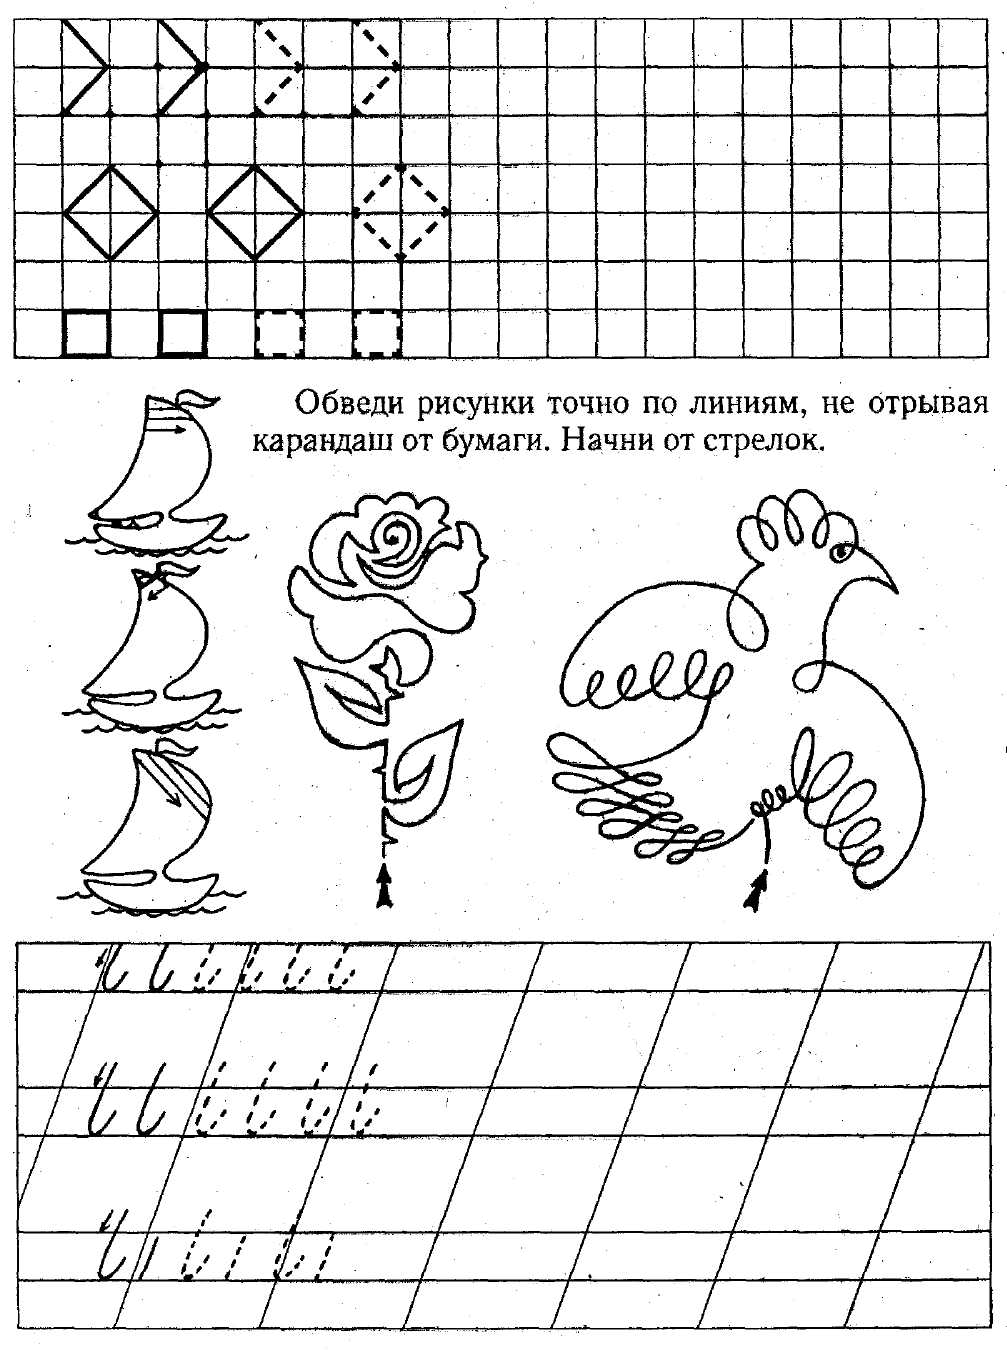 Обведи рисунки точно по линиям, не отрывая
карандаш от бумаги. Начни от стрелок.